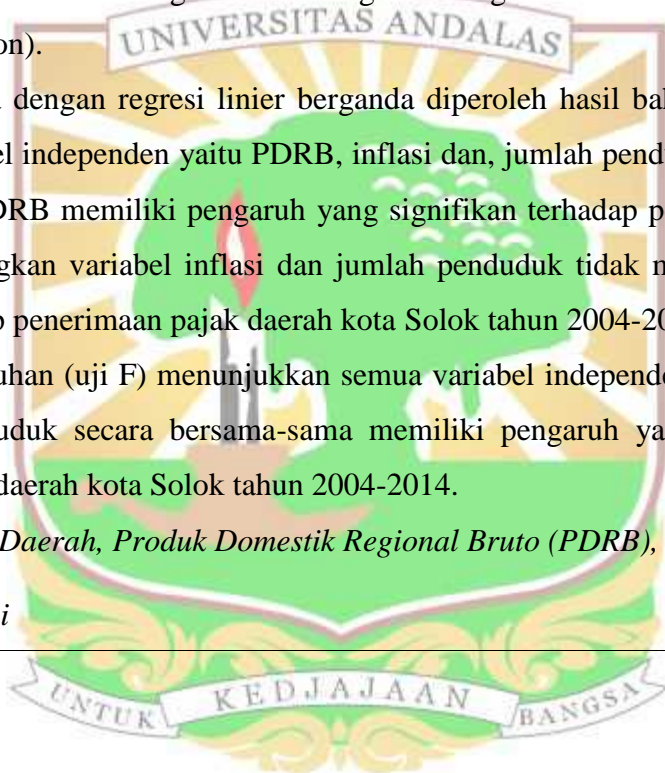 UNIVERSITAS ANDALAS
on).
dengan regresi linier berganda diperoleh hasil bal
el independen yaitu PDRB, inflasi dan, jumlah pend
DRB memiliki pengaruh yang signifikan terhadap p
gkan variabel inflasi dan jumlah penduduk tidak m
penerimaan pajak daerah kota Solok tahun 2004-20
uhan (uji F) menunjukkan semua variabel independ
duk secara bersama-sama memiliki pengaruh ya
daerah kota Solok tahun 2004-2014.
Daerah, Produk Domestik Regional Bruto (PDRB),
i
UNTUK KEDJAJAAN BANGSA